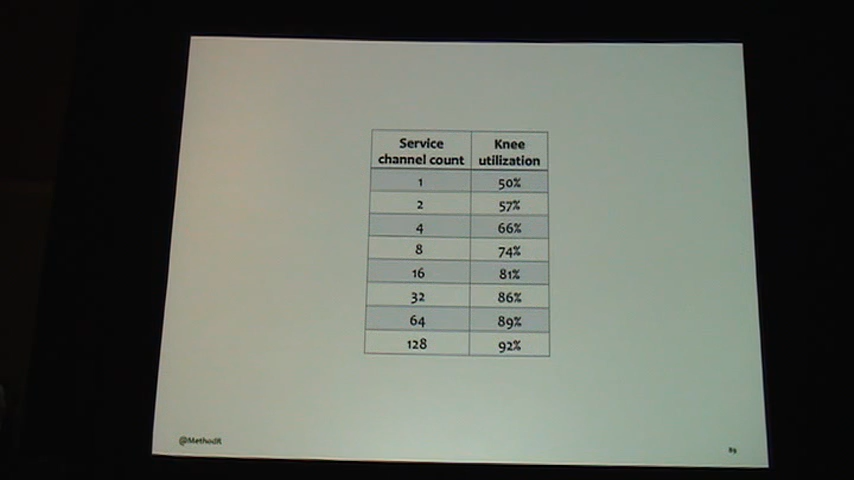 Service Knee
channel count utilization
1 50%
2 57%
4 66%
8 74%
16 81%
32 86%
64 89%
128 92%
@MethodR 89